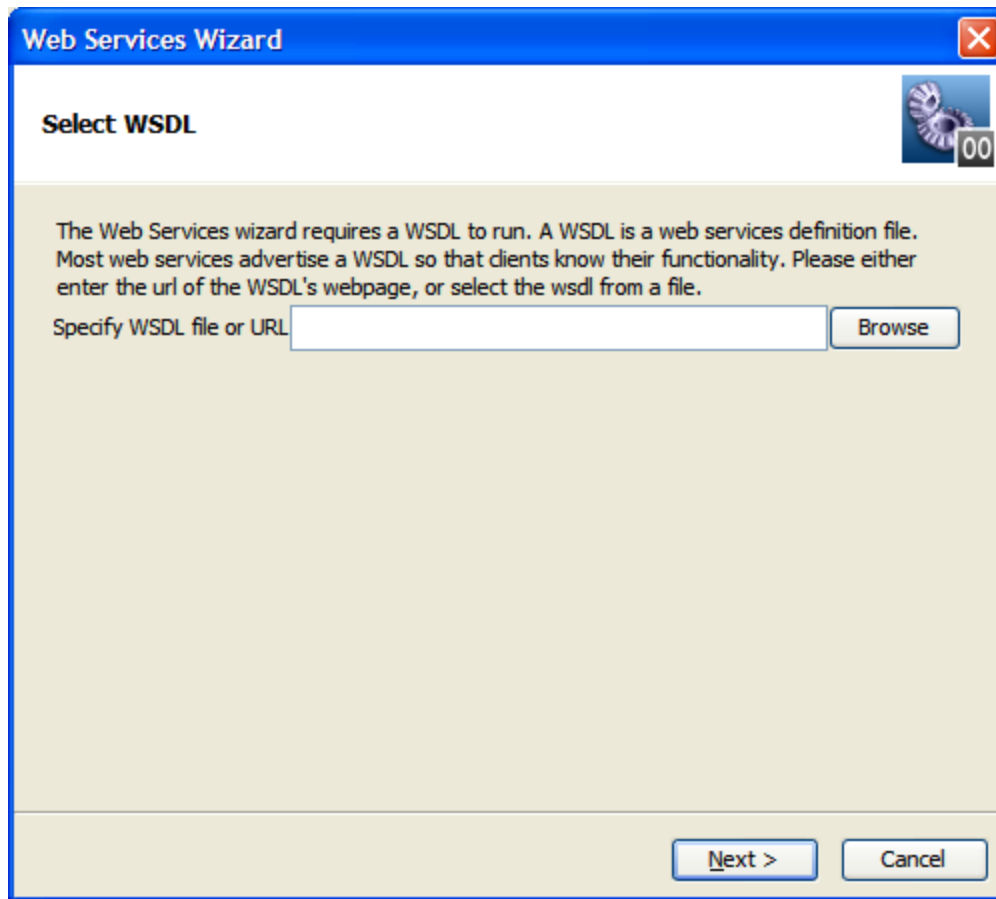 Web Services Wizard
Select WSDL
00
The Web Services wizard requires a WSDL to run. A WSDL is a web services definition file.
Most web services advertise a WSDL so that clients know their functionality. Please either
enter the url of the WSDL's webpage, or select the wsdl from a file.
Specify WSDL file or URL
Browse
Next >
Cancel